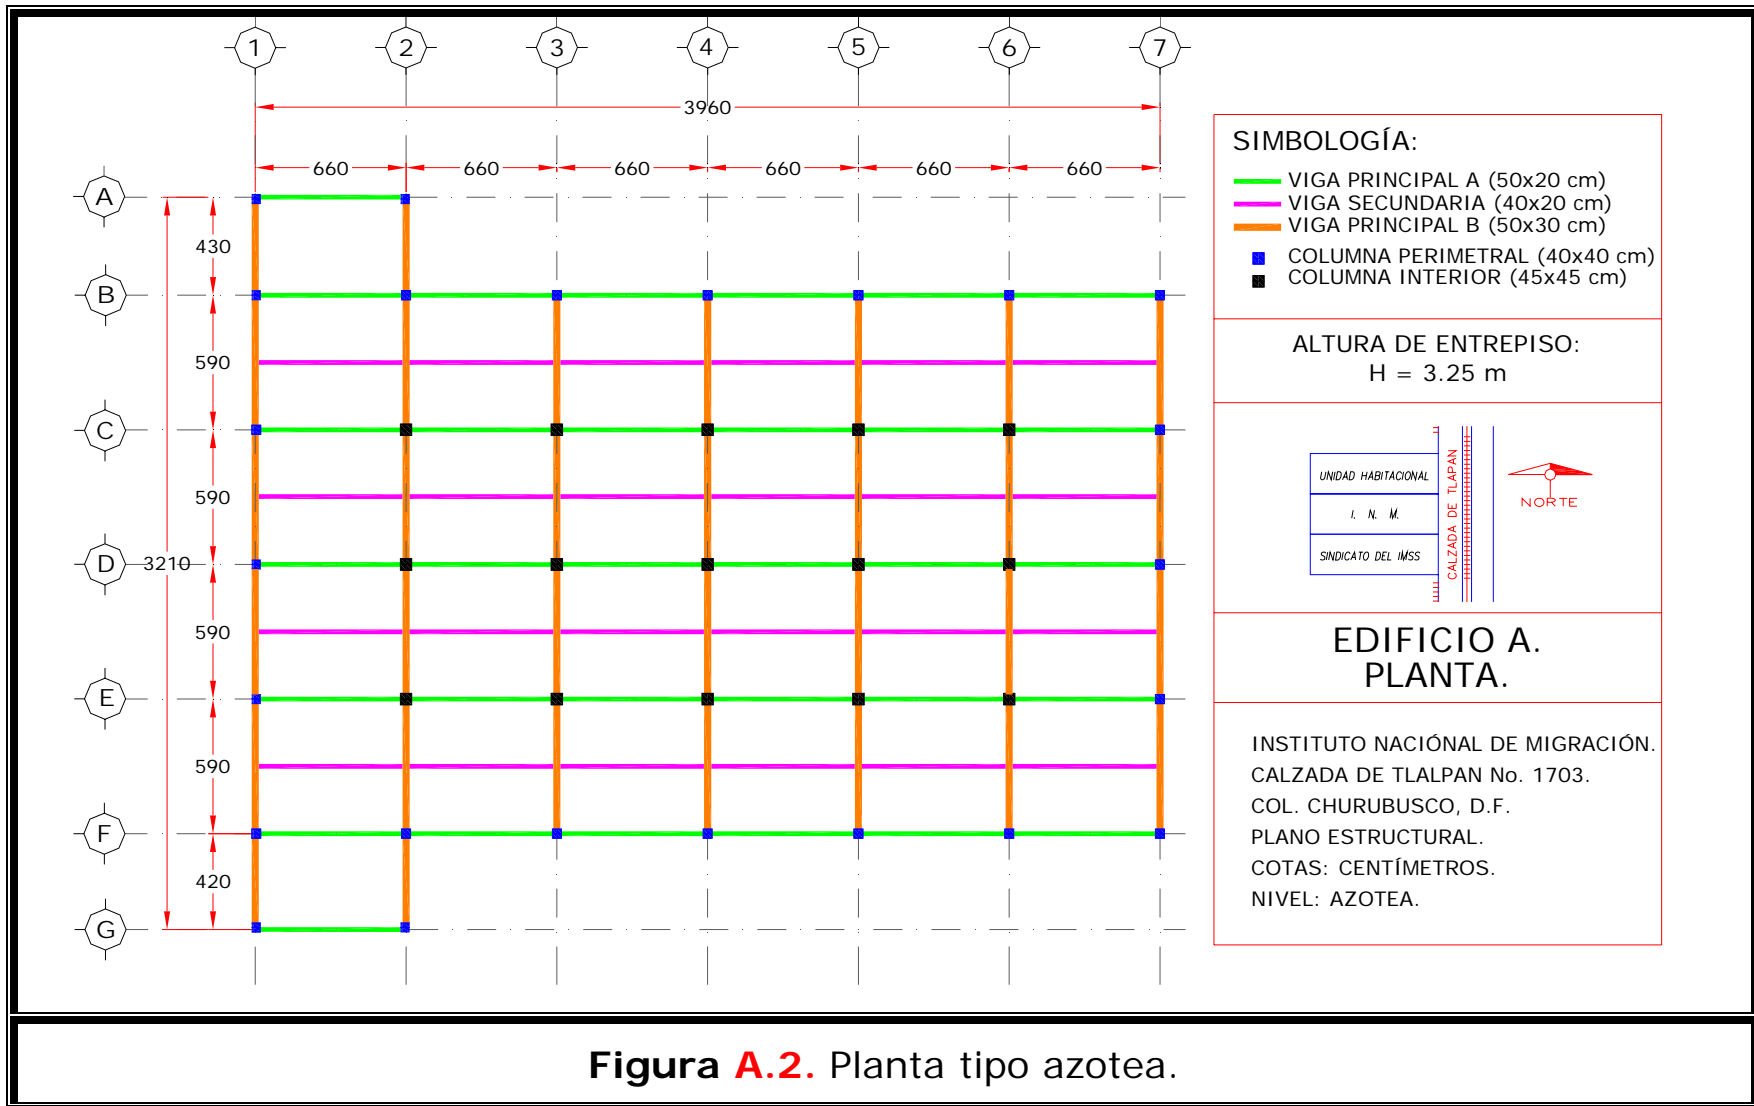 1 2 3 4 5 6 7
3960
660 660 660 660 660 660
A
430
B
590
C
590
D
3210
590
E
590
F
420
G
SIMBOLOGÍA:
VIGA PRINCIPAL A (50x20 cm)
VIGA SECUNDARIA (40x20 cm)
VIGA PRINCIPAL B (50x30 cm)
COLUMNA PERIMETRAL (40x40 cm)
COLUMNA INTERIOR (45x45 cm)
ALTURA DE ENTREPISO:
H = 3.25 m
UNIDAD HABITACIONAL
I. N. M.
SINDICATO DEL IMSS
CALZADA DE TLAPAN
NORTE
EDIFICIO A.
PLANTA.
INSTITUTO NACIÓNAL DE MIGRACIÓN.
CALZADA DE TLALPAN No. 1703.
COL. CHURUBUSCO, D.F.
PLANO ESTRUCTURAL.
COTAS: CENTÍMETROS.
NIVEL: AZOTEA.
Figura A.2. Planta tipo azotea.